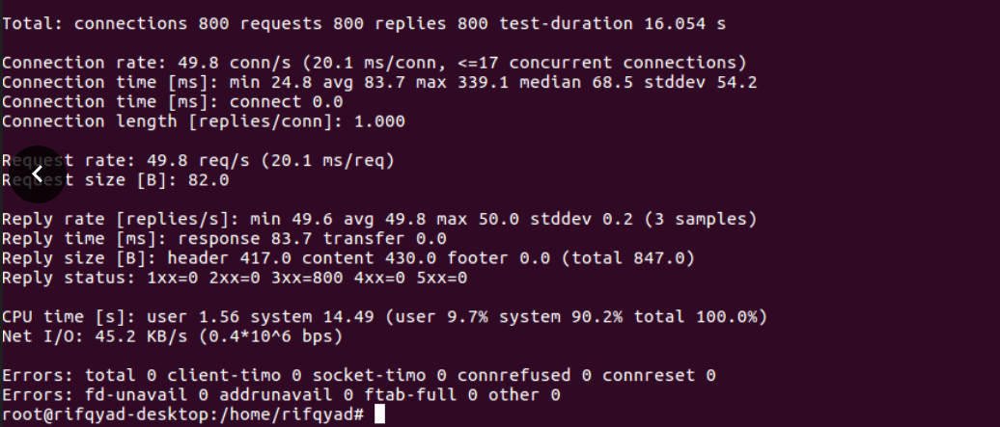 Total: connections 800 requests 800 replies 800 test-duration 16.054 s
Connection rate: 49.8 conn/s (20.1 ms/conn, <=17 concurrent connections)
Connection time [ms]: min 24.8 avg 83.7 max 339.1 median 68.5 stddev 54.2
Connection time [ms]: connect 0.0
Connection length [replies/conn]: 1.000
Request rate: 49.8 req/s (20.1 ms/req)
Request size [B]: 82.0
Reply rate [replies/s]: min 49.6 avg 49.8 max 50.0 stddev 0.2 (3 samples)
Reply time [ms]: response 83.7 transfer 0.0
Reply size [B]: header 417.0 content 430.0 footer 0.0 (total 847.0)
Reply status: 1xx=0 2xx=0 3xx=800 4xx=0 5xx=0
CPU time [s]: user 1.56 system 14.49 (user 9.7% system 90.2% total 100.0%)
Net I/O: 45.2 KB/s (0.4*10^6 bps)
Errors: total 0 client-timo 0 socket-timo 0 connrefused 0 connreset 0
Errors: fd-unavail 0 addrunavail 0 ftab-full 0 other 0
root@rifqyad-desktop:/home/rifqyad#